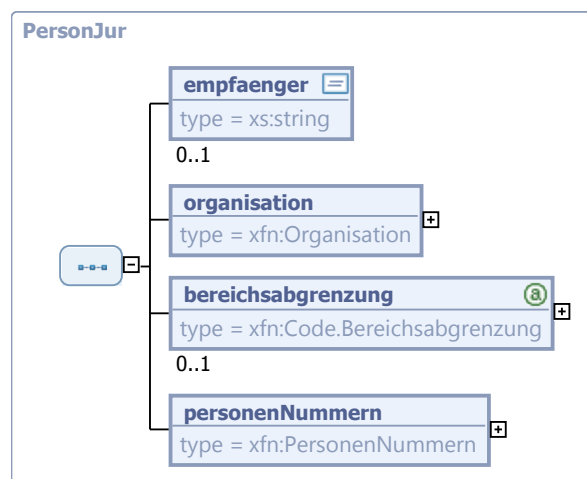 PersonJur
empfaenger
type = xs:string
0..1
organisation
type = xfn:Organisation
bereichsabgrenzung
a
type = xfn:Code.Bereichsabgrenzung
0..1
personenNummern
type = xfn:PersonenNummern